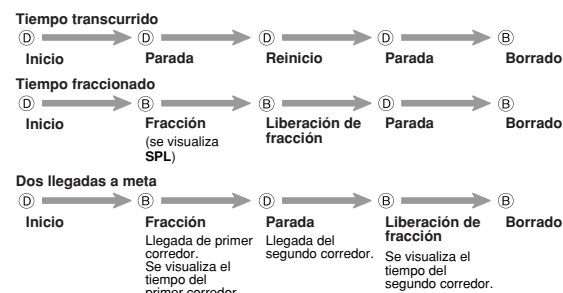 Tiempo transcurrido
D D D D B
Inicio Parada Reinicio Parada Borrado
Tiempo fraccionado
D B B D B
Inicio Fracción Liberación de Parada Borrado
(se visualiza fracción
SPL)
Dos llegadas a meta
D B D B B
Inicio Fracción Parada Liberación de Borrado
fracción
Llegada de primer Llegada del
corredor. segundo corredor. Se visualiza el
Se visualiza el tiempo del
tiempo del segundo corredor.
primer corredor